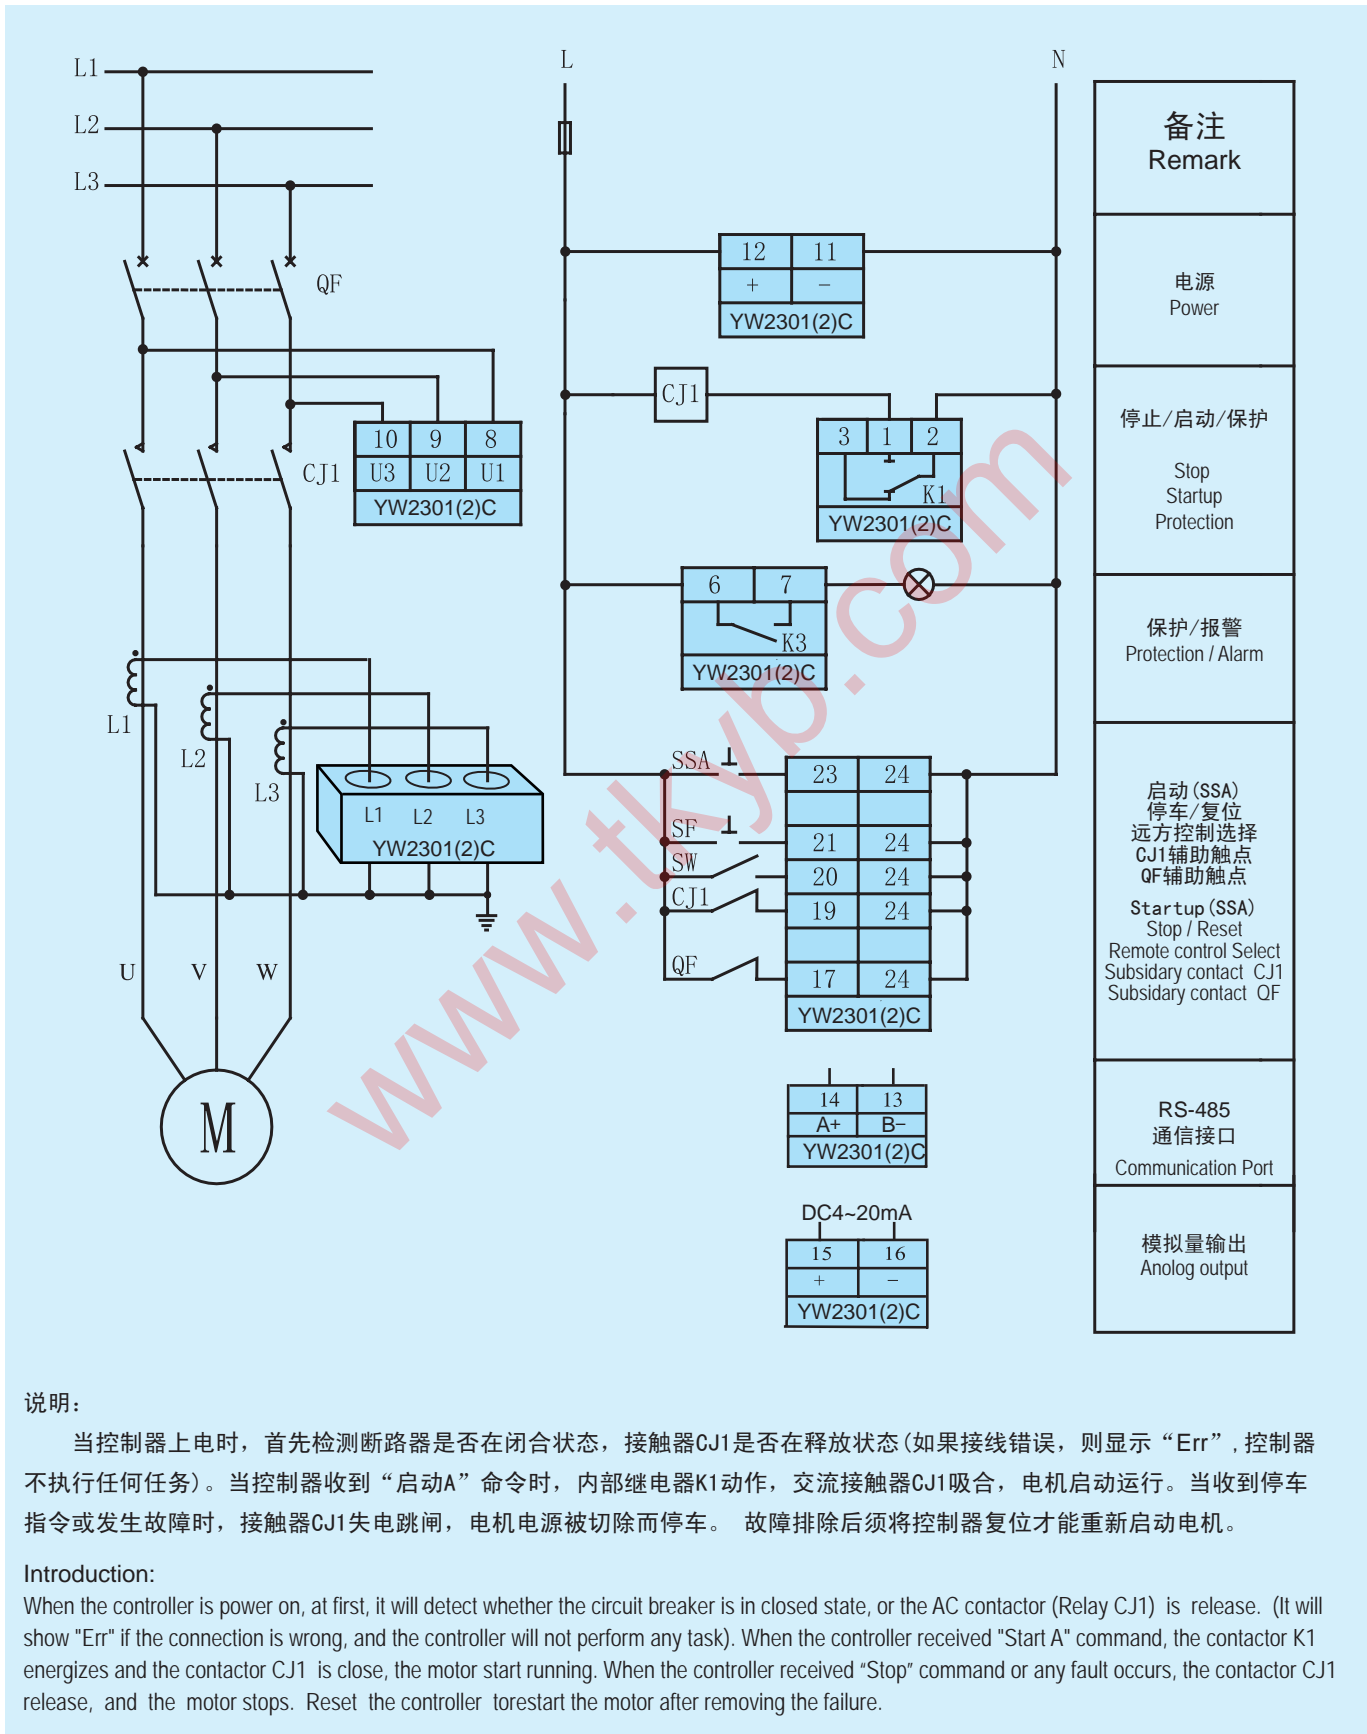 L1
L2
L3
QF
10 9 8
U3 U2 U1
YW2301(2)C
CJ1
L1
L2
L3
L1 L2 L3
YW2301(2)C
U V W
M
L N
12 11
+ −
YW2301(2)C
CJ1
3 1 2
K1
YW2301(2)C
6 7
K3
YW2301(2)C
SSA 23 24
SF 21 24
SW 20 24
CJ1 19 24
QF 17 24
YW2301(2)C
14 13
A+ B−
YW2301(2)C
DC4~20mA
15 16
+ −
YW2301(2)C
备注
Remark
电源
Power
停止/启动/保护
Stop
Startup
Protection
保护/报警
Protection / Alarm
启动(SSA)
停车/复位
远方控制选择
CJ1辅助触点
QF辅助触点
Startup(SSA)
Stop / Reset
Remote control Select
Subsidary contact CJ1
Subsidary contact QF
RS-485
通信接口
Communication Port
模拟量输出
Anolog output
www.tkyb.com
说明：
当控制器上电时，首先检测断路器是否在闭合状态，接触器CJ1是否在释放状态(如果接线错误，则显示“Err”,控制器
不执行任何任务)。当控制器收到“启动A”命令时，内部继电器K1动作，交流接触器CJ1吸合，电机启动运行。当收到停车
指令或发生故障时，接触器CJ1失电跳闸，电机电源被切除而停车。 故障排除后须将控制器复位才能重新启动电机。
Introduction:
When the controller is power on, at first, it will detect whether the circuit breaker is in closed state, or the AC contactor (Relay CJ1) is release. (It will
show "Err" if the connection is wrong, and the controller will not perform any task). When the controller received "Start A" command, the contactor K1
energizes and the contactor CJ1 is close, the motor start running. When the controller received “Stop” command or any fault occurs, the contactor CJ1
release, and the motor stops. Reset the controller torestart the motor after removing the failure.